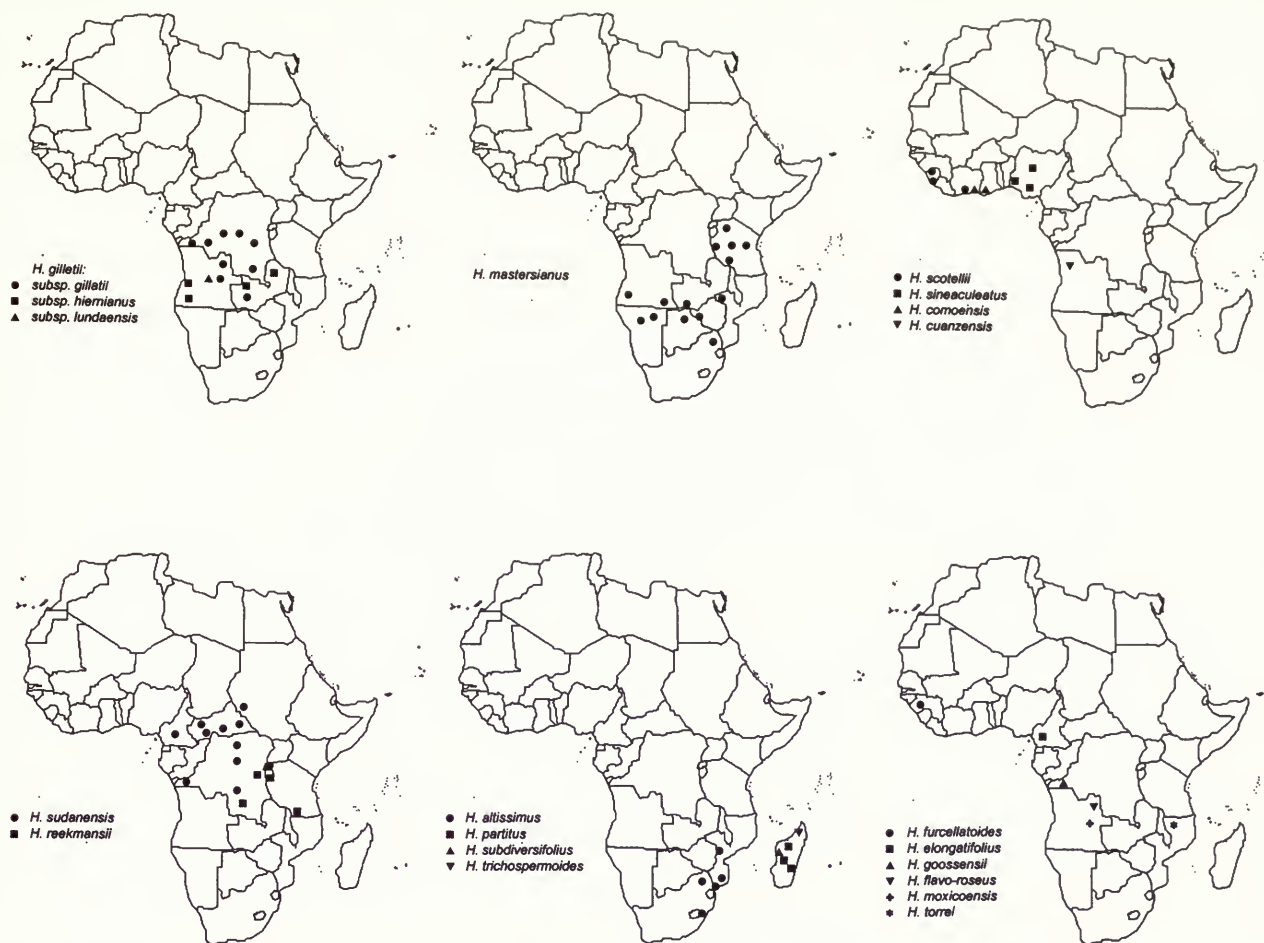 H. gilletii:
● subsp. gillatii
■ subsp. hiernianus
▲ subsp. lundaensis
H. mastersianus
● H. scotellii
■ H. sineaculeatus
▲ H. comoensis
▼ H. cuanzensis
● H. sudanensis
■ H. reekmansii
● H. altissimus
■ H. partitus
▲ H. subdiversifolius
▼ H. trichospermoides
● H. furcellatoides
■ H. elongatifolius
▲ H. goossensii
▼ H. flavo-roseus
✚ H. moxicoensis
✱ H. torrei